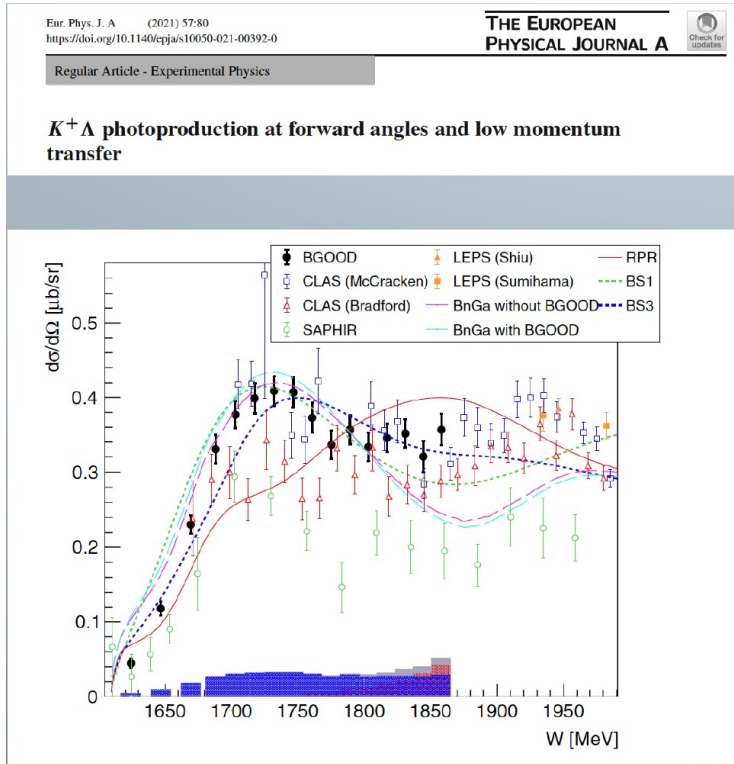 Eur. Phys. J. A (2021) 57:80
https://doi.org/10.1140/epja/s10050-021-00392-0
THE EUROPEAN
PHYSICAL JOURNAL A
Check for
updates
Regular Article - Experimental Physics
K⁺Λ photoproduction at forward angles and low momentum
transfer
BGOOD
CLAS (McCracken)
CLAS (Bradford)
SAPHIR
LEPS (Shiu)
LEPS (Sumihama)
BnGa without BGOOD
BnGa with BGOOD
RPR
BS1
BS3
dσ/dΩ [μb/sr]
0.5
0.4
0.3
0.2
0.1
0
1650 1700 1750 1800 1850 1900 1950
W [MeV]